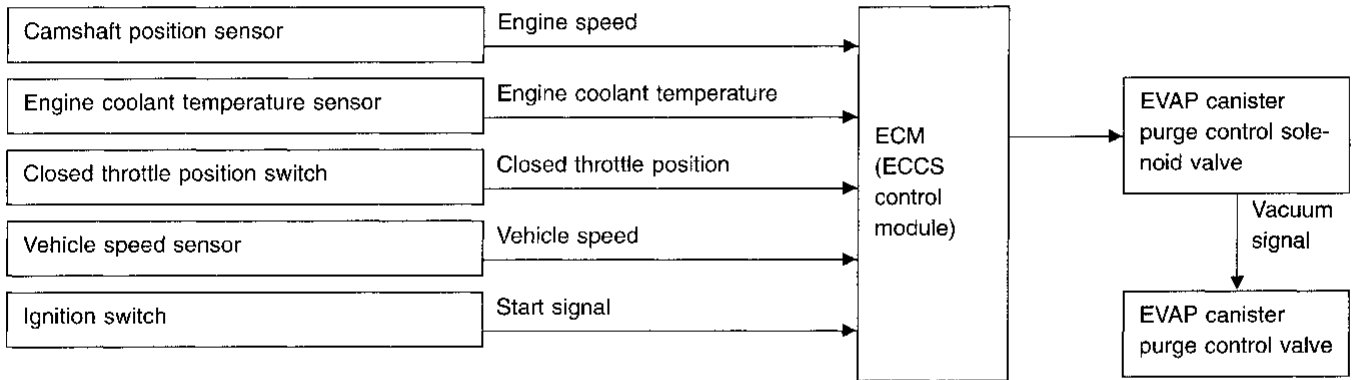 Camshaft position sensor
Engine speed
Engine coolant temperature sensor
Engine coolant temperature
Closed throttle position switch
Closed throttle position
Vehicle speed sensor
Vehicle speed
Ignition switch
Start signal
ECM
(ECCS
control
module)
EVAP canister
purge control sole-
noid valve
Vacuum
signal
EVAP canister
purge control valve